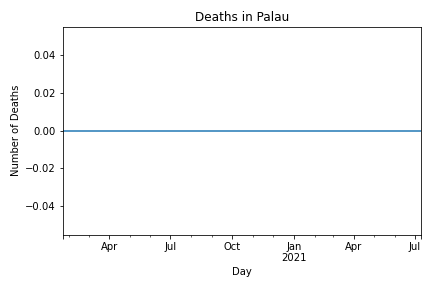 Deaths in Palau
Number of Deaths
0.04
0.02
0.00
−0.02
−0.04
Apr
Jul
Oct
Jan
2021
Apr
Jul
Day